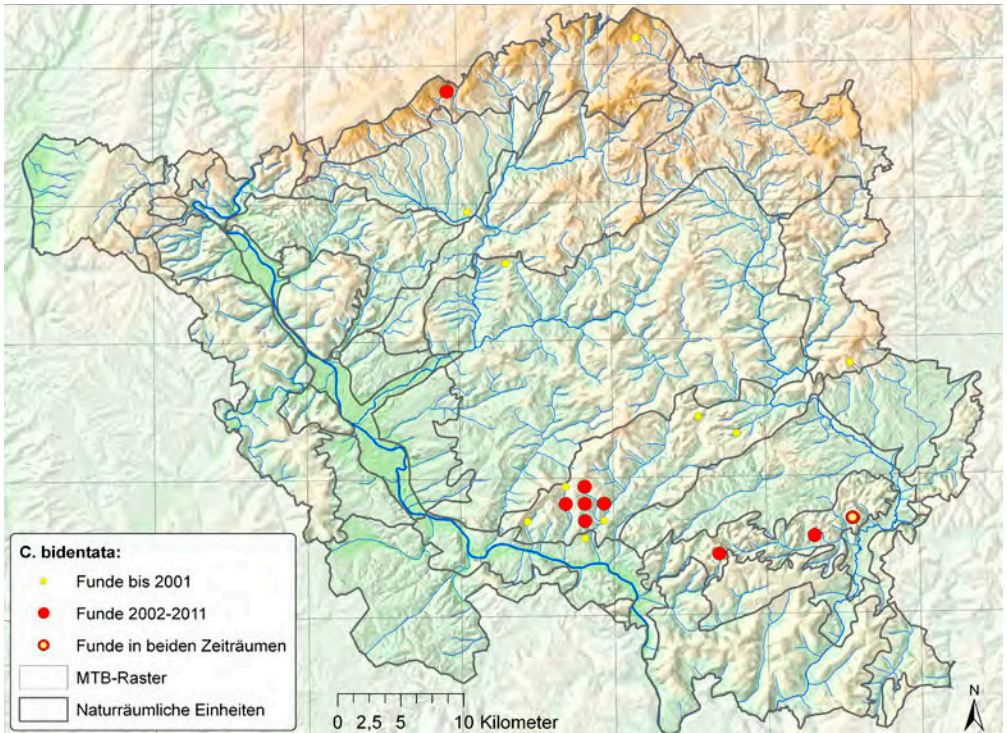 C. bidentata:
Funde bis 2001
Funde 2002-2011
Funde in beiden Zeiträumen
MTB-Raster
Naturräumliche Einheiten
0 2,5 5 10 Kilometer
N